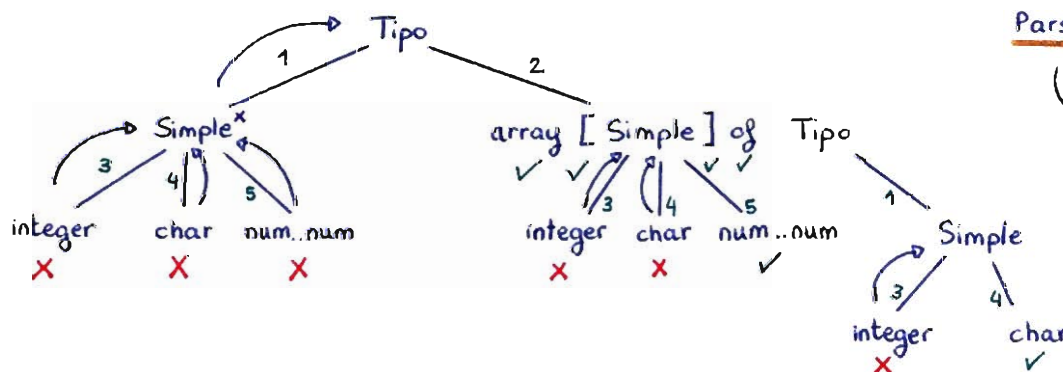 Tipo
Pars
1
2
Simple x
array [ Simple ] of Tipo
3 4 5
3 4 5
1
integer char num..num
integer char num..num
Simple
3 4
integer char